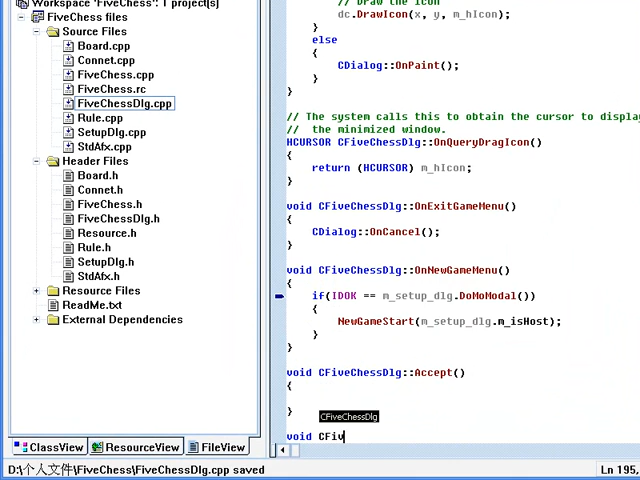 Workspace 'FiveChess': 1 project(s)
FiveChess files
Source Files
Board.cpp
Connet.cpp
FiveChess.cpp
FiveChess.rc
FiveChessDlg.cpp
Rule.cpp
SetupDlg.cpp
StdAfx.cpp
Header Files
Board.h
Connet.h
FiveChess.h
FiveChessDlg.h
Resource.h
Rule.h
SetupDlg.h
StdAfx.h
Resource Files
ReadMe.txt
External Dependencies
ClassView
ResourceView
FileView
// Draw the icon
dc.DrawIcon(x, y, m_hIcon);
}
else
{
CDialog::OnPaint();
}
}
// The system calls this to obtain the cursor to display
//  the minimized window.
HCURSOR CFiveChessDlg::OnQueryDragIcon()
{
return (HCURSOR) m_hIcon;
}
void CFiveChessDlg::OnExitGameMenu()
{
CDialog::OnCancel();
}
void CFiveChessDlg::OnNewGameMenu()
{
if(IDOK == m_setup_dlg.DoMoModal())
{
NewGameStart(m_setup_dlg.m_isHost);
}
}
void CFiveChessDlg::Accept()
{
}
CFiveChessDlg
void CFiv
D:\个人文件\FiveChess\FiveChessDlg.cpp saved
Ln 195,